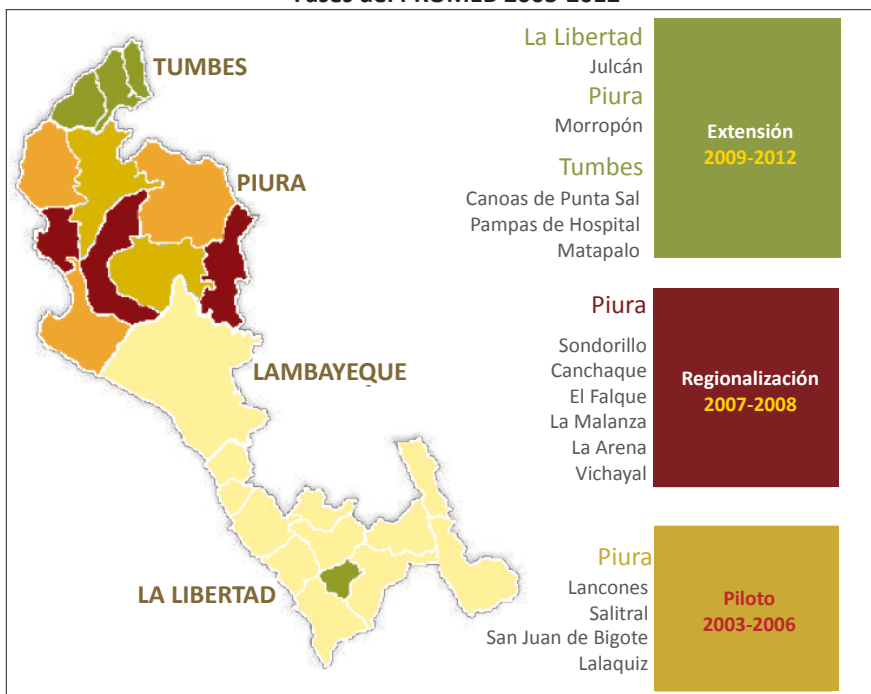 TUMBES
PIURA
LAMBAYEQUE
LA LIBERTAD
La Libertad
Julcán
Piura
Morropón
Tumbes
Canoas de Punta Sal
Pampas de Hospital
Matapalo
Extensión
2009-2012
Piura
Sondorillo
Canchaque
El Falque
La Malanza
La Arena
Vichayal
Regionalización
2007-2008
Piura
Lancones
Salitral
San Juan de Bigote
Lalaquiz
Piloto
2003-2006